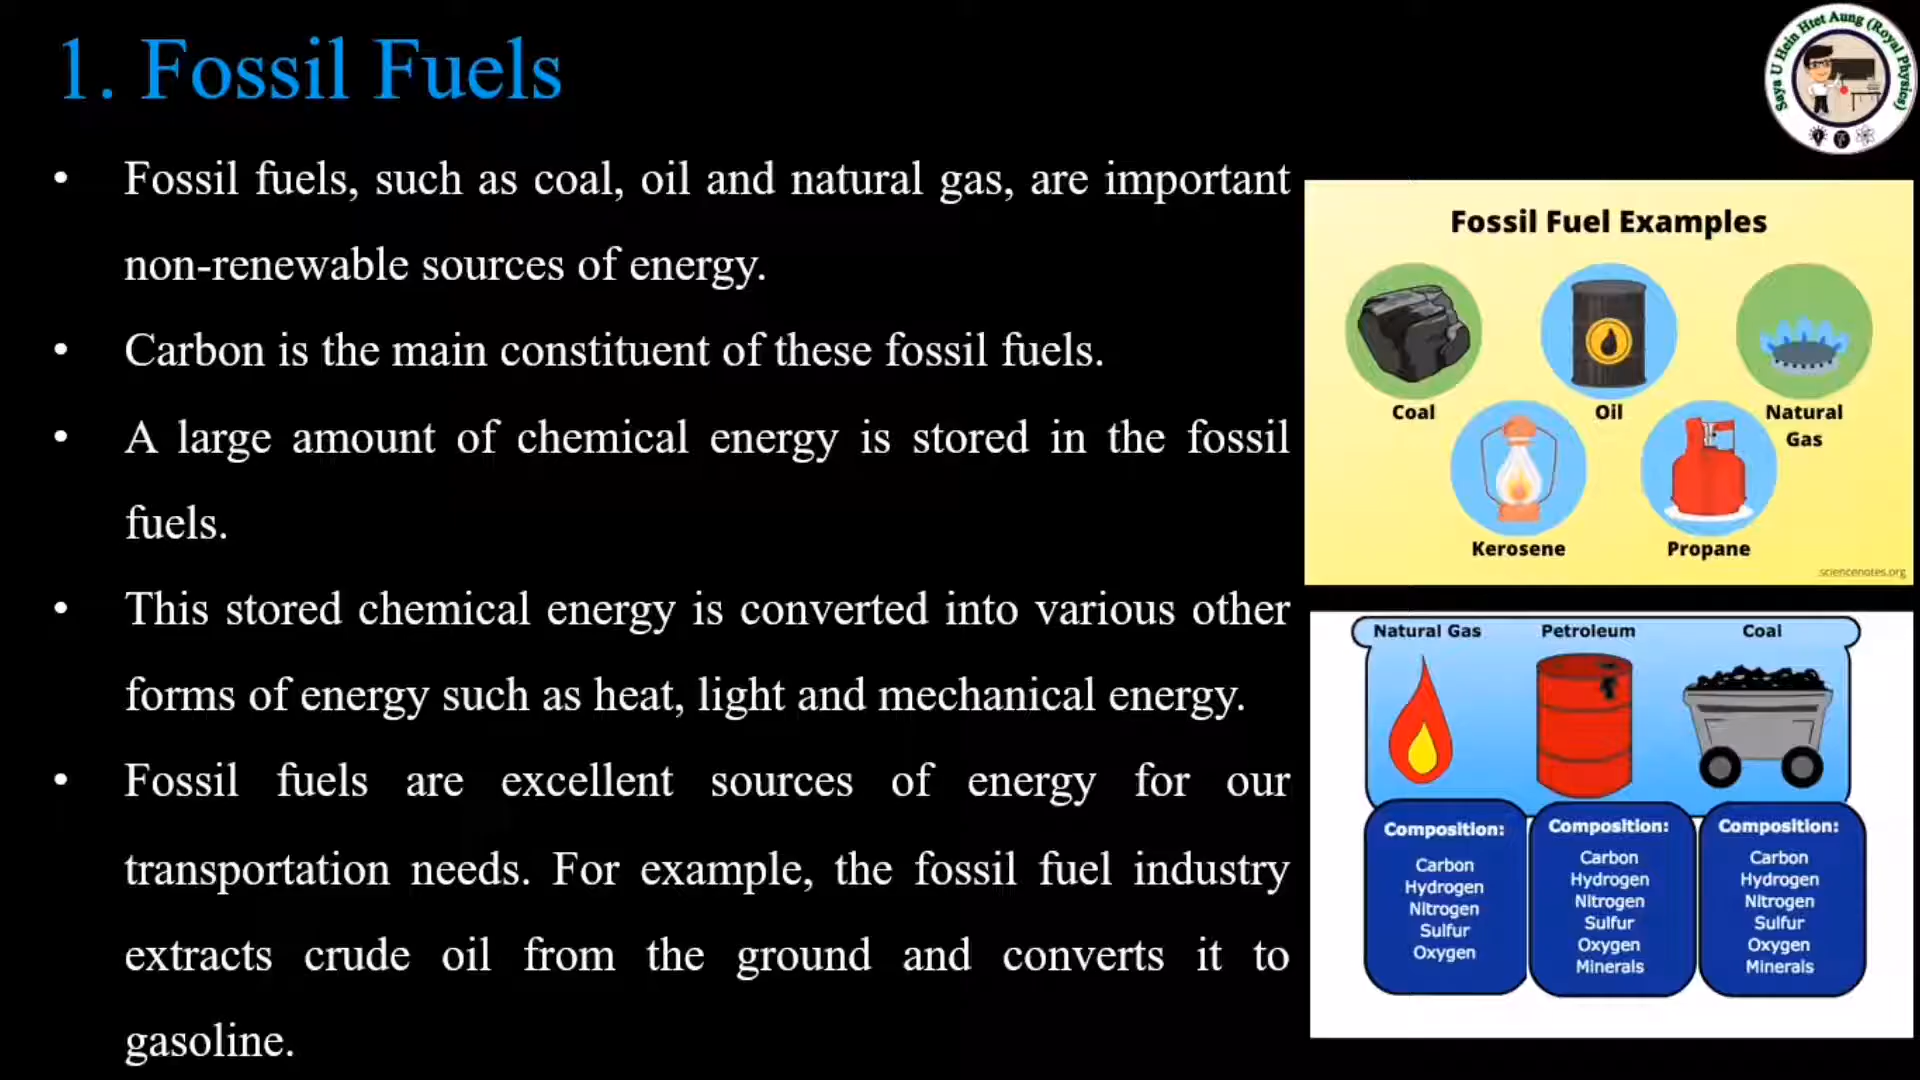 1. Fossil Fuels
Saya U Hein Htet Aung (Royal Physics)
• Fossil fuels, such as coal, oil and natural gas, are important
non-renewable sources of energy.
• Carbon is the main constituent of these fossil fuels.
• A large amount of chemical energy is stored in the fossil
fuels.
• This stored chemical energy is converted into various other
forms of energy such as heat, light and mechanical energy.
• Fossil fuels are excellent sources of energy for our
transportation needs. For example, the fossil fuel industry
extracts crude oil from the ground and converts it to
gasoline.
Fossil Fuel Examples
Coal
Oil
Natural
Gas
Kerosene
Propane
sciencenotes.org
Natural Gas
Petroleum
Coal
Composition:
Carbon
Hydrogen
Nitrogen
Sulfur
Oxygen
Composition:
Carbon
Hydrogen
Nitrogen
Sulfur
Oxygen
Minerals
Composition:
Carbon
Hydrogen
Nitrogen
Sulfur
Oxygen
Minerals